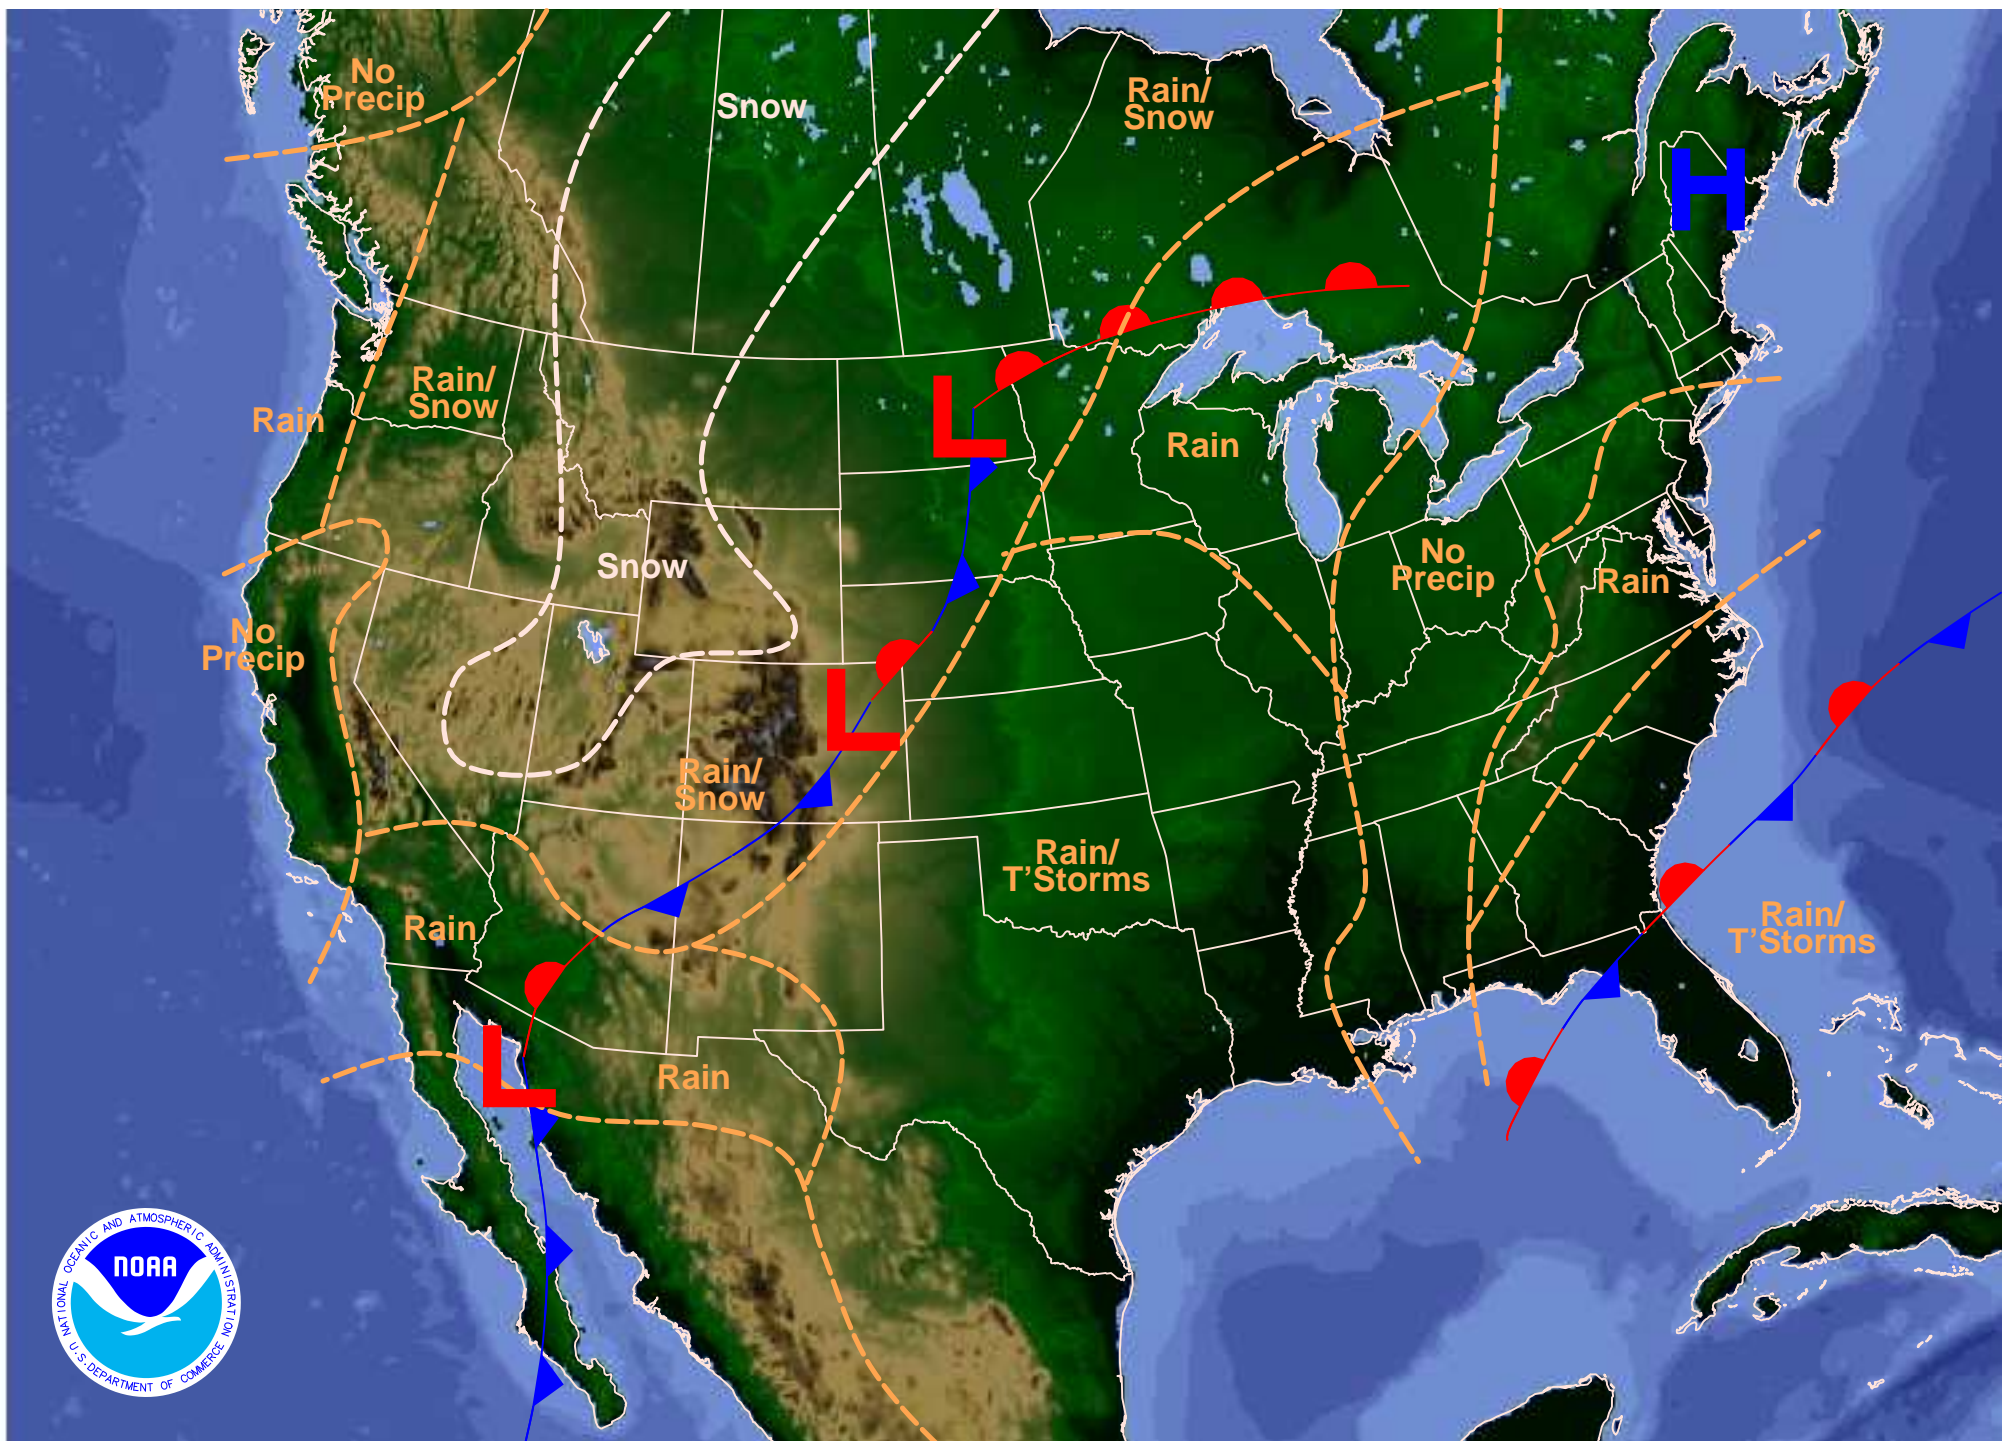 No
Precip
Snow
Rain/
Snow
H
Rain/
Snow
Rain
L
Rain
Snow
No
Precip
Rain
No
Precip
L
Rain/
Snow
Rain/
T'Storms
Rain
Rain/
T'Storms
L
Rain
NATIONAL OCEANIC AND ATMOSPHERIC ADMINISTRATION
NOAA
U.S. DEPARTMENT OF COMMERCE